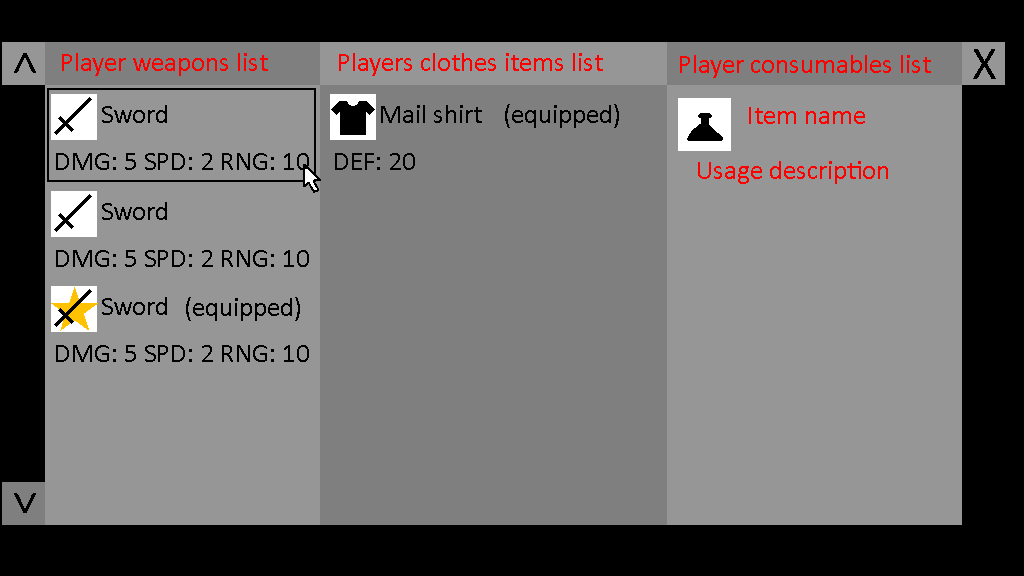 ^
Player weapons list
Players clothes items list
Player consumables list
X
Sword
DMG: 5 SPD: 2 RNG: 10
Sword
DMG: 5 SPD: 2 RNG: 10
Sword (equipped)
DMG: 5 SPD: 2 RNG: 10
Mail shirt (equipped)
DEF: 20
Item name
Usage description
V